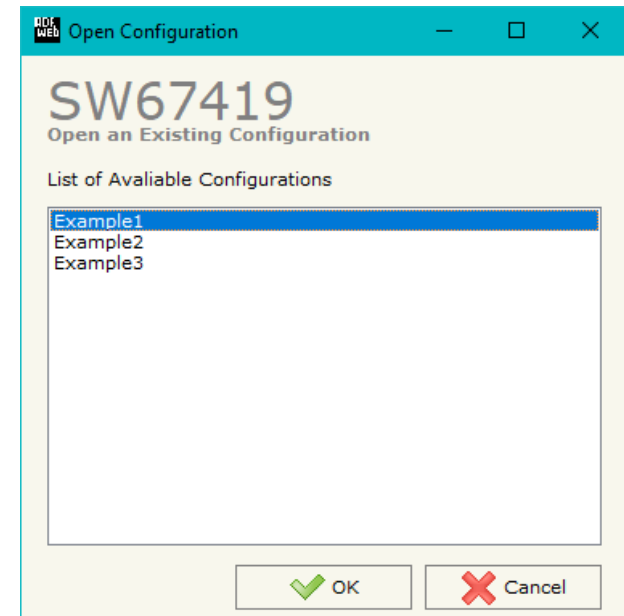 ADF
WEB
Open Configuration
SW67419
Open an Existing Configuration
List of Avaliable Configurations
Example1
Example2
Example3
OK
Cancel